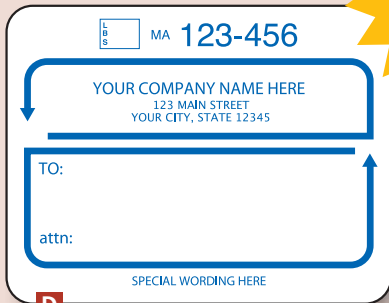 LBS MA 123-456
YOUR COMPANY NAME HERE
123 MAIN STREET
YOUR CITY, STATE 12345
TO:
attn:
SPECIAL WORDING HERE
D